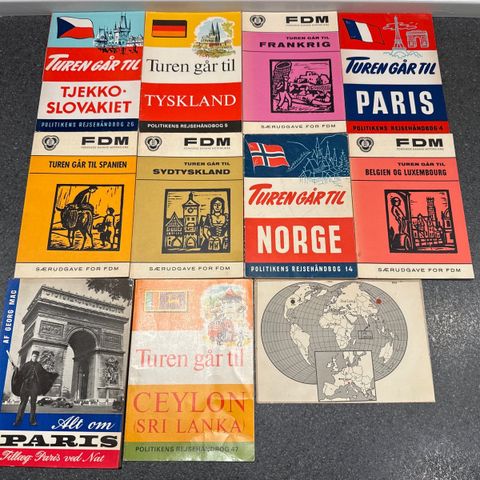 TUREN GÅR TIL
TJEKKO-
SLOVAKIET
POLITIKENS REJSEHÅNDBOG 26
Turen går til
TYSKLAND
POLITIKENS REJSEHÅNDBOG 5
FDM
TUREN GÅR TIL
FRANKRIG
SÆRUDGAVE FOR FDM
TUREN GÅR TIL
PARIS
POLITIKENS REJSEHÅNDBOG 4
FDM
TUREN GÅR TIL SPANIEN
SÆRUDGAVE FOR FDM
FDM
TUREN GÅR TIL
SYDTYSKLAND
SÆRUDGAVE FOR FDM
TUREN GÅR TIL
NORGE
POLITIKENS REJSEHÅNDBOG 14
FDM
TUREN GÅR TIL
BELGIEN OG LUXEMBOURG
SÆRUDGAVE FOR FDM
AF GEORG MAC
Alt om
PARIS
Tillæg: Paris ved Nat
Turen går til
CEYLON
(SRI LANKA)
POLITIKENS REJSEHÅNDBOG 47